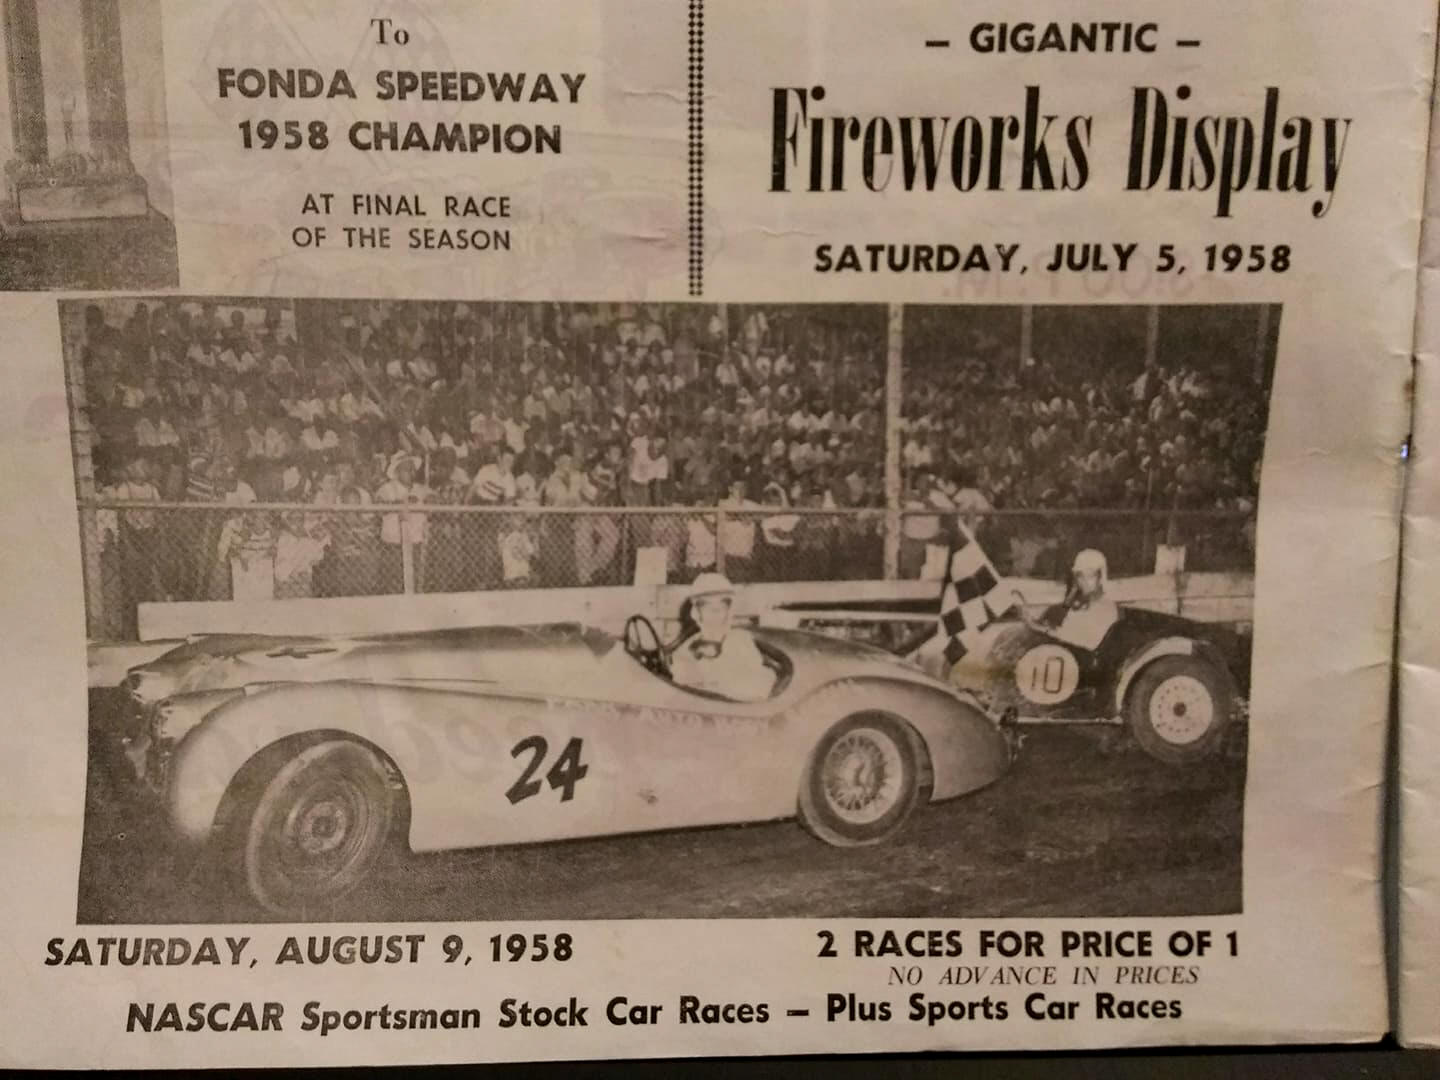 To
FONDA SPEEDWAY
1958 CHAMPION
AT FINAL RACE
OF THE SEASON
– GIGANTIC –
Fireworks Display
SATURDAY, JULY 5, 1958
24
10
SATURDAY, AUGUST 9, 1958
2 RACES FOR PRICE OF 1
NO ADVANCE IN PRICES
NASCAR Sportsman Stock Car Races – Plus Sports Car Races